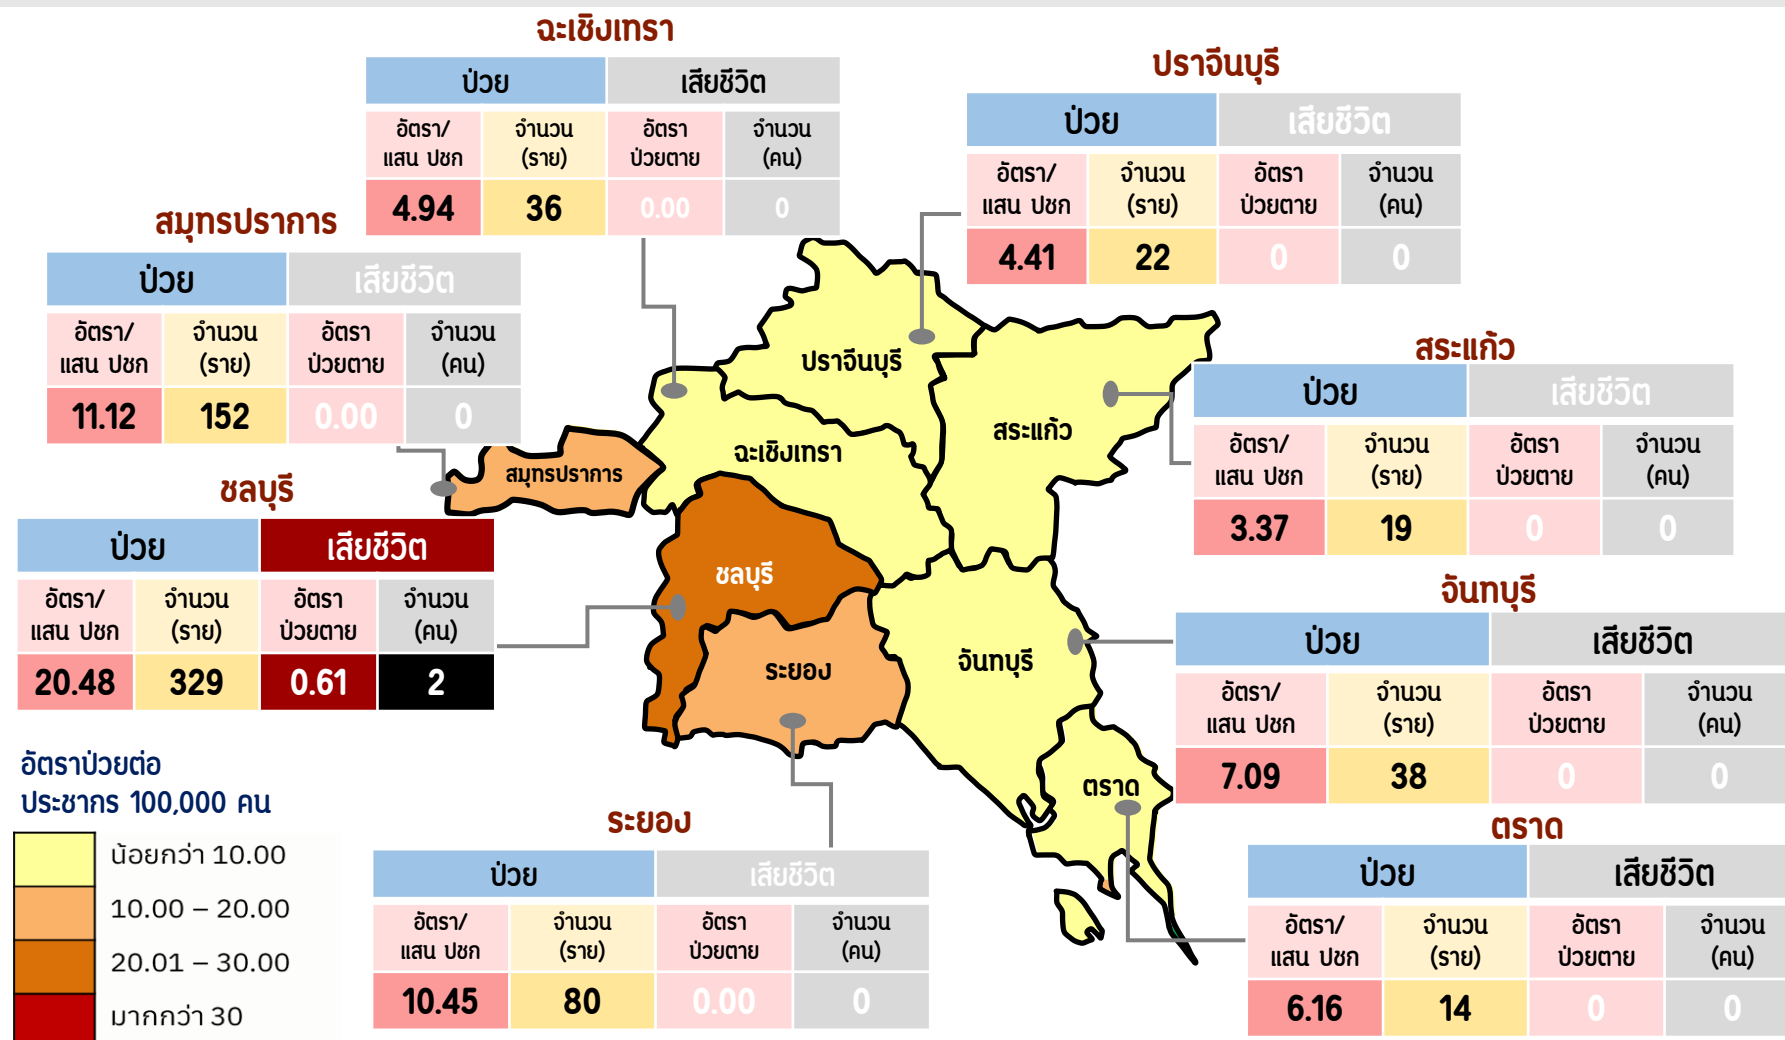 ฉะเชิงเทรา
ป่วย เสียชีวิต
อัตรา/ จำนวน อัตรา จำนวน
แสน ปชก (ราย) ป่วยตาย (คน)
4.94 36 0.00 0
ปราจีนบุรี
ป่วย เสียชีวิต
อัตรา/ จำนวน อัตรา จำนวน
แสน ปชก (ราย) ป่วยตาย (คน)
4.41 22 0 0
สมุทรปราการ
ป่วย เสียชีวิต
อัตรา/ จำนวน อัตรา จำนวน
แสน ปชก (ราย) ป่วยตาย (คน)
11.12 152 0.00 0
สระแก้ว
ป่วย เสียชีวิต
อัตรา/ จำนวน อัตรา จำนวน
แสน ปชก (ราย) ป่วยตาย (คน)
3.37 19 0 0
ปราจีนบุรี
สระแก้ว
ฉะเชิงเทรา
สมุทรปราการ
ชลบุรี
ระยอง
จันทบุรี
ตราด
ชลบุรี
ป่วย เสียชีวิต
อัตรา/ จำนวน อัตรา จำนวน
แสน ปชก (ราย) ป่วยตาย (คน)
20.48 329 0.61 2
จันทบุรี
ป่วย เสียชีวิต
อัตรา/ จำนวน อัตรา จำนวน
แสน ปชก (ราย) ป่วยตาย (คน)
7.09 38 0 0
อัตราป่วยต่อ
ประชากร 100,000 คน
น้อยกว่า 10.00
10.00 – 20.00
20.01 – 30.00
มากกว่า 30
ระยอง
ป่วย เสียชีวิต
อัตรา/ จำนวน อัตรา จำนวน
แสน ปชก (ราย) ป่วยตาย (คน)
10.45 80 0.00 0
ตราด
ป่วย เสียชีวิต
อัตรา/ จำนวน อัตรา จำนวน
แสน ปชก (ราย) ป่วยตาย (คน)
6.16 14 0 0